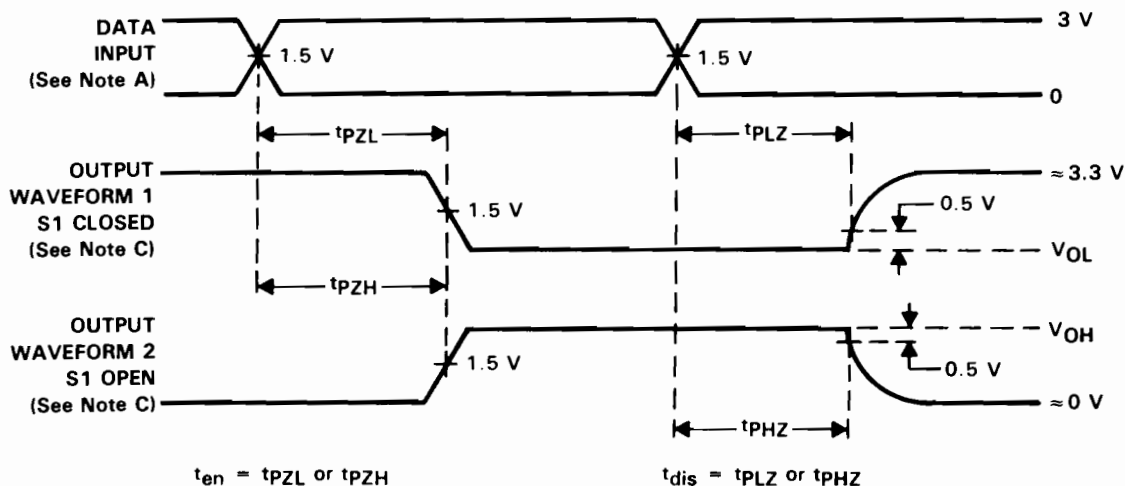 DATA
INPUT
(See Note A)
3 V
1.5 V
1.5 V
0
tPZL
tPLZ
OUTPUT
WAVEFORM 1
S1 CLOSED
(See Note C)
≈3.3 V
1.5 V
0.5 V
VOL
tPZH
OUTPUT
WAVEFORM 2
S1 OPEN
(See Note C)
VOH
1.5 V
0.5 V
≈0 V
tPHZ
ten = tPZL or tPZH
tdis = tPLZ or tPHZ